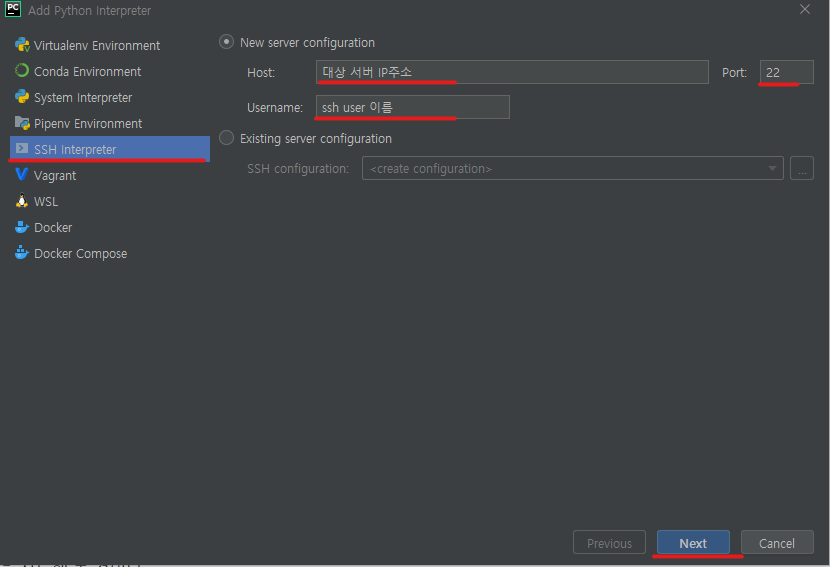 PC Add Python Interpreter
Virtualenv Environment
Conda Environment
System Interpreter
Pipenv Environment
SSH Interpreter
Vagrant
WSL
Docker
Docker Compose
New server configuration
Host: 대상 서버 IP주소 Port: 22
Username: ssh user 이름
Existing server configuration
SSH configuration: <create configuration> ...
Previous Next Cancel